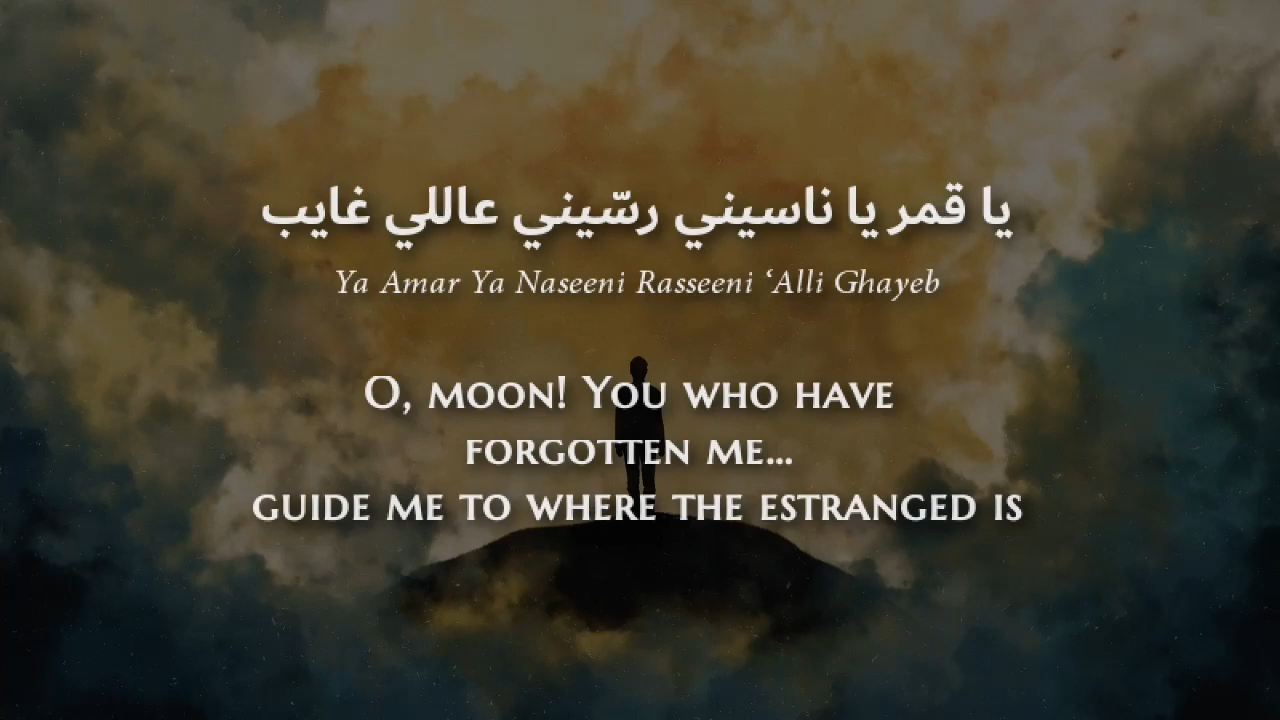 يا قمر يا ناسيني رسّيني عاللي غايب
Ya Amar Ya Naseeni Rasseeni ‘Alli Ghayeb
O, moon! You who have
forgotten me...
guide me to where the estranged is